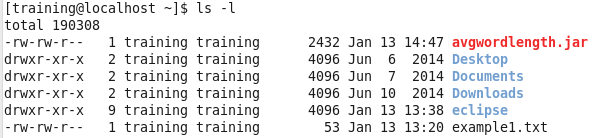 [training@localhost ~]$ ls -l
total 190308
-rw-rw-r--   1 training training      2432 Jan 13 14:47 avgwordlength.jar
drwxr-xr-x   2 training training      4096 Jun  6  2014 Desktop
drwxr-xr-x   2 training training      4096 Jun  7  2014 Documents
drwxr-xr-x   2 training training      4096 Jun 10  2014 Downloads
drwxr-xr-x   9 training training      4096 Jan 13 13:38 eclipse
-rw-rw-r--   1 training training        53 Jan 13 13:20 example1.txt